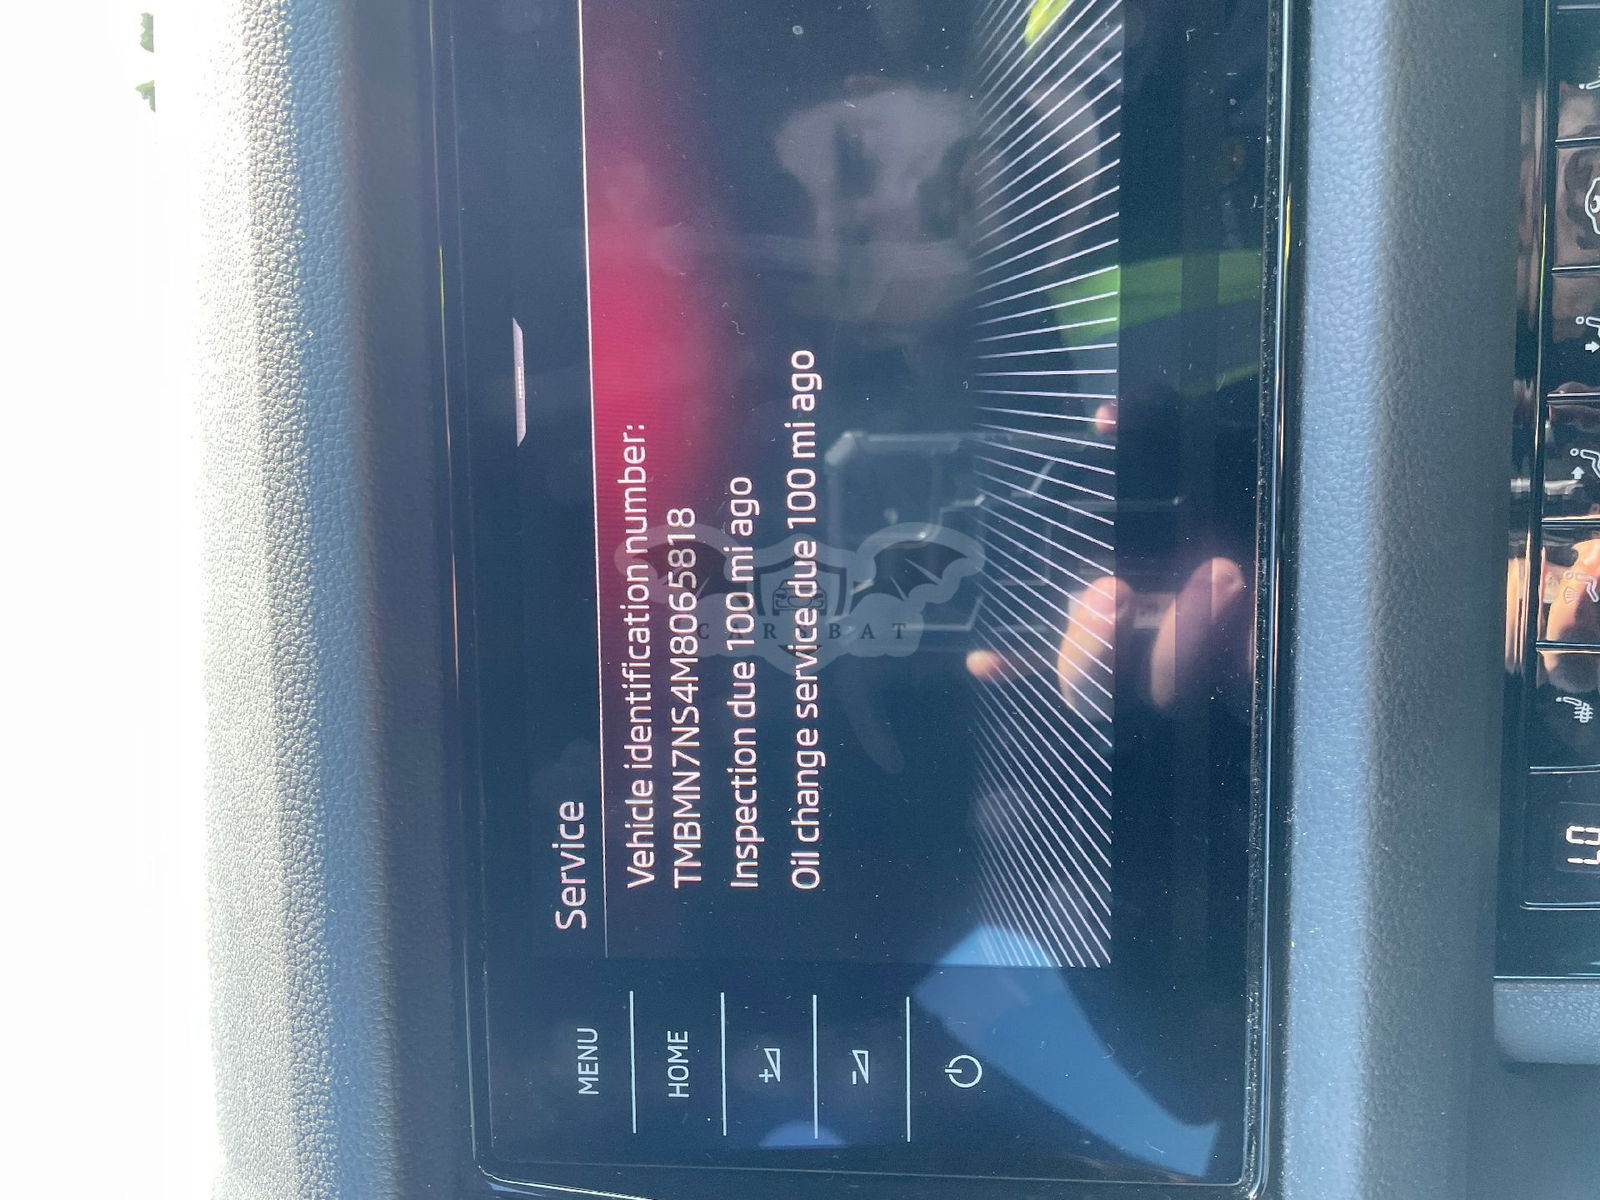 Service
Vehicle identification number:
TMBMN7NS4M8065818
Inspection due 100 mi ago
Oil change service due 100 mi ago
MENU
HOME
CARSBAT